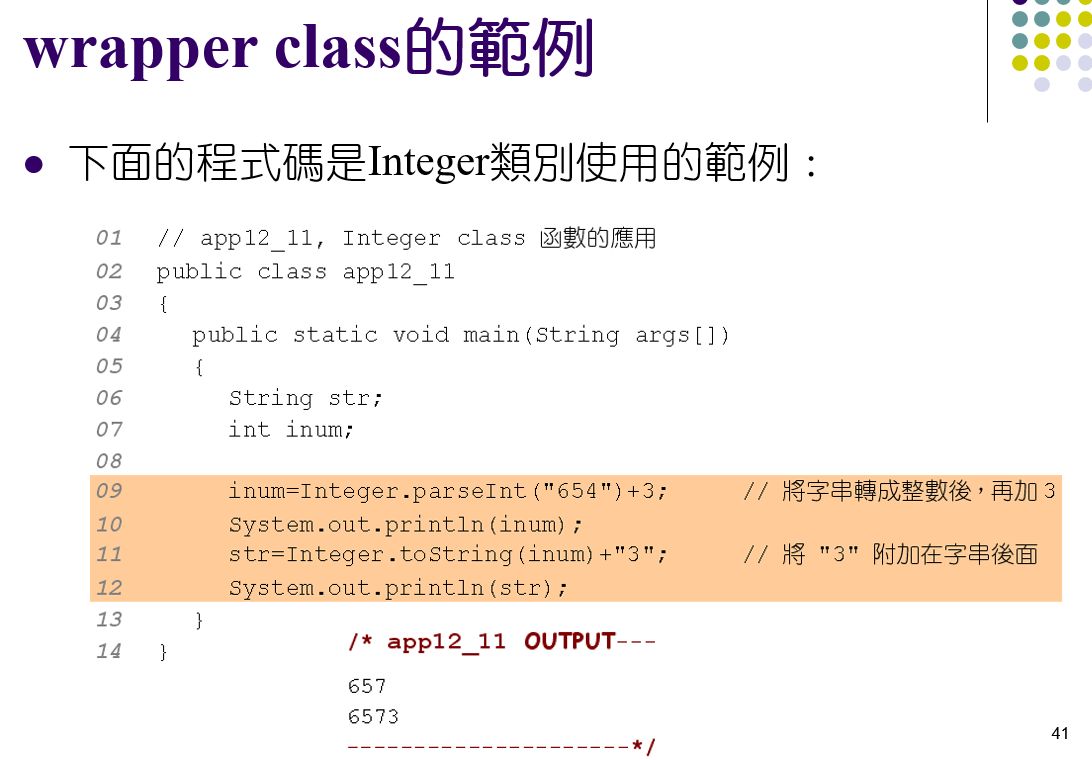 wrapper class的範例
● 下面的程式碼是Integer類別使用的範例：
01 // app12_11, Integer class 函數的應用
02 public class app12_11
03 {
04 public static void main(String args[])
05 {
06 String str;
07 int inum;
08
09 inum=Integer.parseInt("654")+3; // 將字串轉成整數後，再加 3
10 System.out.println(inum);
11 str=Integer.toString(inum)+"3"; // 將 "3" 附加在字串後面
12 System.out.println(str);
13 }
14 }
/* app12_11 OUTPUT---
657
6573
----------------------*/
41